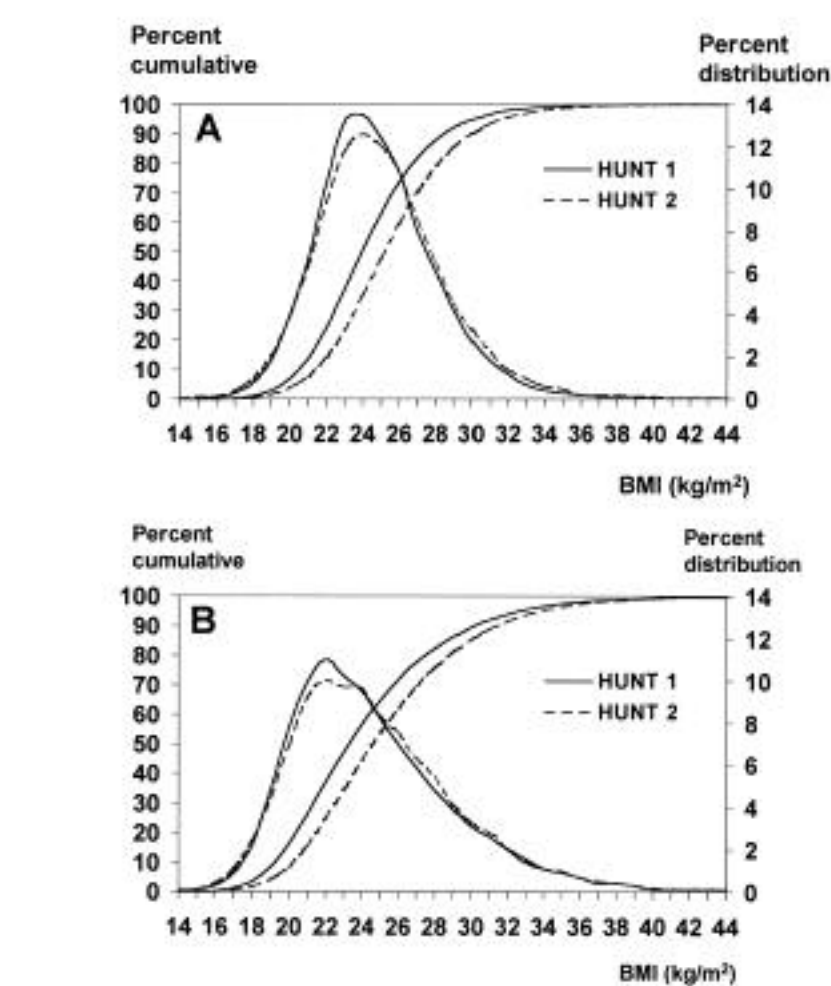 Percent
cumulative
Percent
distribution
A
100
90
80
70
60
50
40
30
20
10
0
14
12
10
8
6
4
2
0
HUNT 1
HUNT 2
14 16 18 20 22 24 26 28 30 32 34 36 38 40 42 44
BMI (kg/m²)
Percent
cumulative
Percent
distribution
B
100
90
80
70
60
50
40
30
20
10
0
14
12
10
8
6
4
2
0
HUNT 1
HUNT 2
14 16 18 20 22 24 26 28 30 32 34 36 38 40 42 44
BMI (kg/m²)